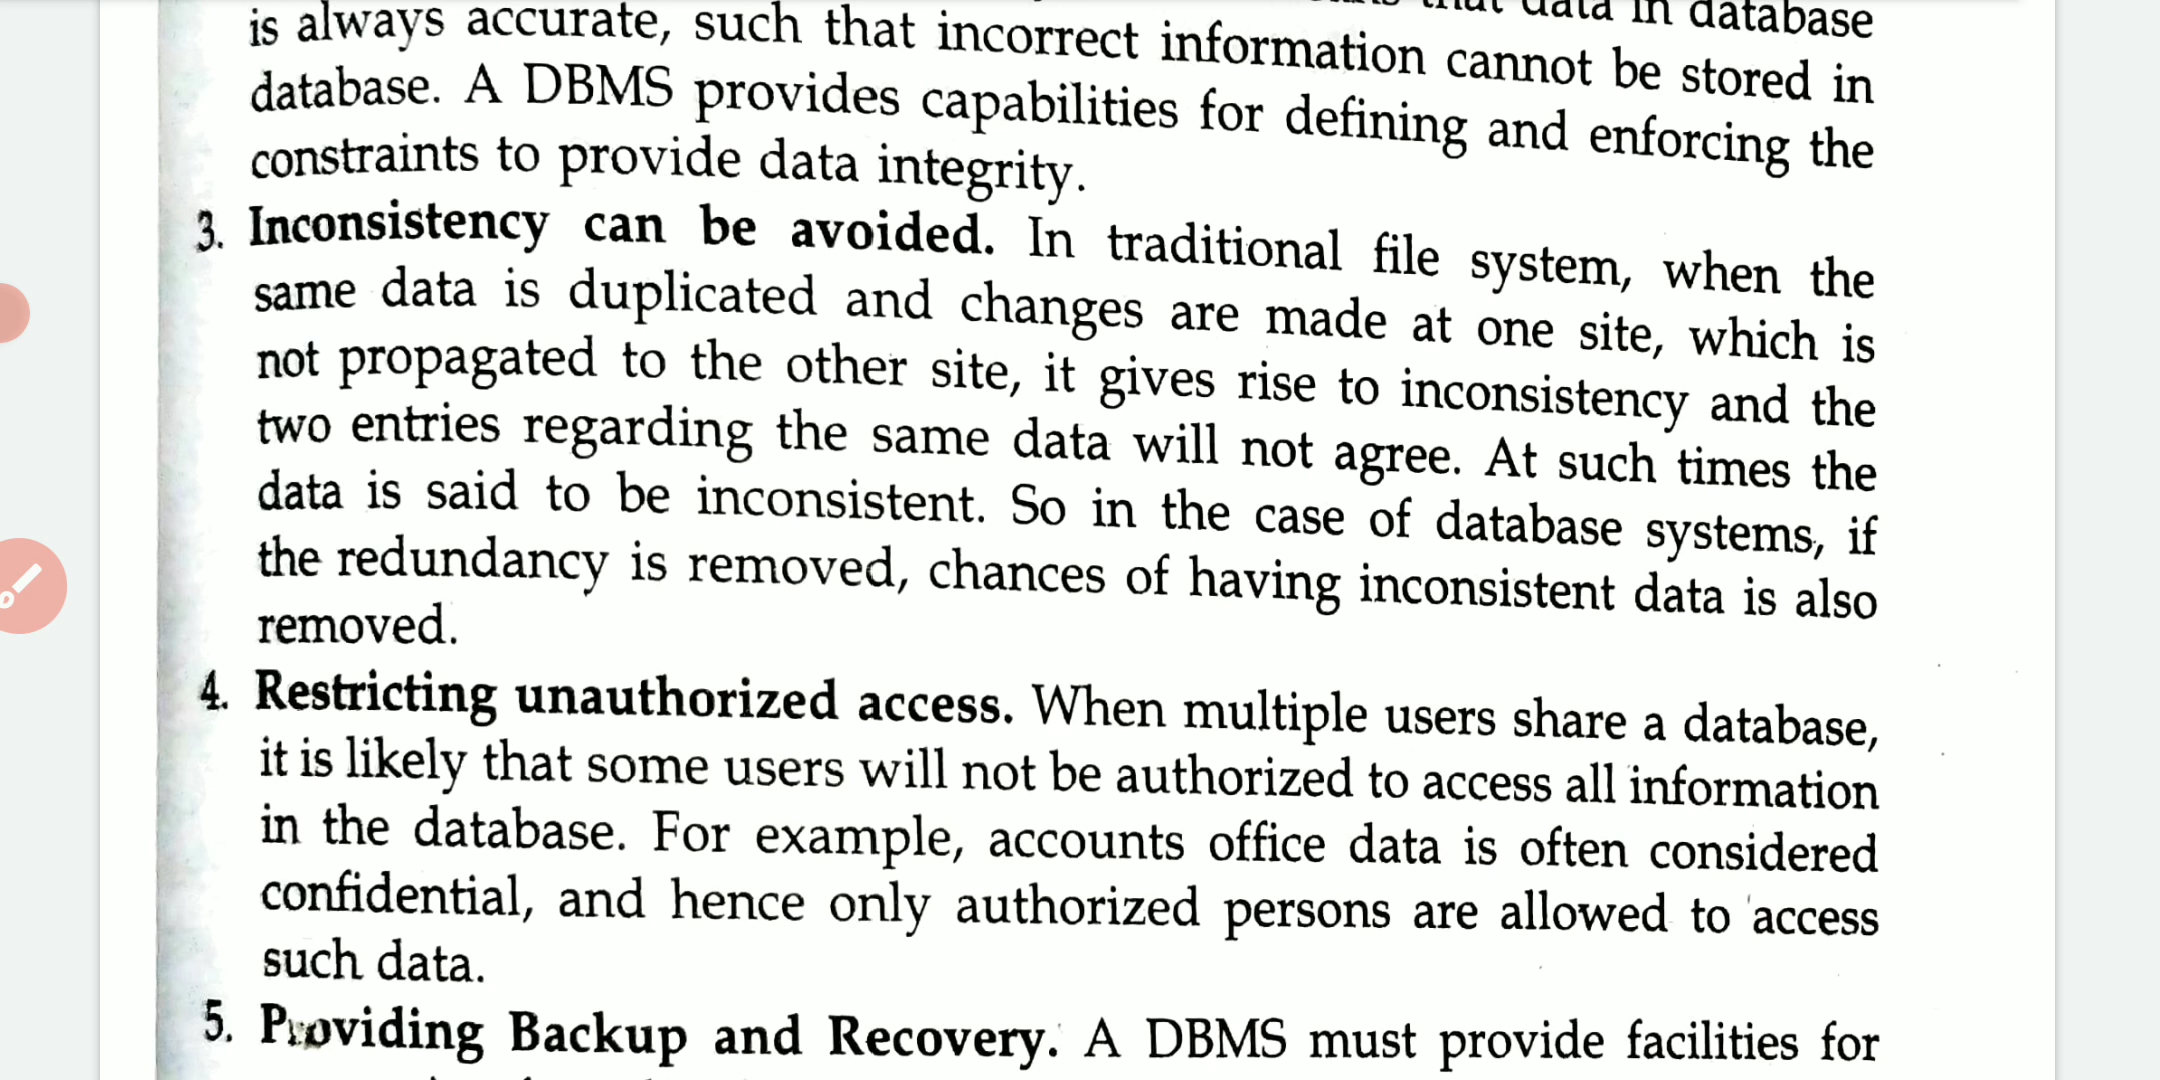 that data in database
is always accurate, such that incorrect information cannot be stored in
database. A DBMS provides capabilities for defining and enforcing the
constraints to provide data integrity.
3. Inconsistency can be avoided. In traditional file system, when the
same data is duplicated and changes are made at one site, which is
not propagated to the other site, it gives rise to inconsistency and the
two entries regarding the same data will not agree. At such times the
data is said to be inconsistent. So in the case of database systems, if
the redundancy is removed, chances of having inconsistent data is also
removed.
4. Restricting unauthorized access. When multiple users share a database,
it is likely that some users will not be authorized to access all information
in the database. For example, accounts office data is often considered
confidential, and hence only authorized persons are allowed to access
such data.
5. Providing Backup and Recovery. A DBMS must provide facilities for